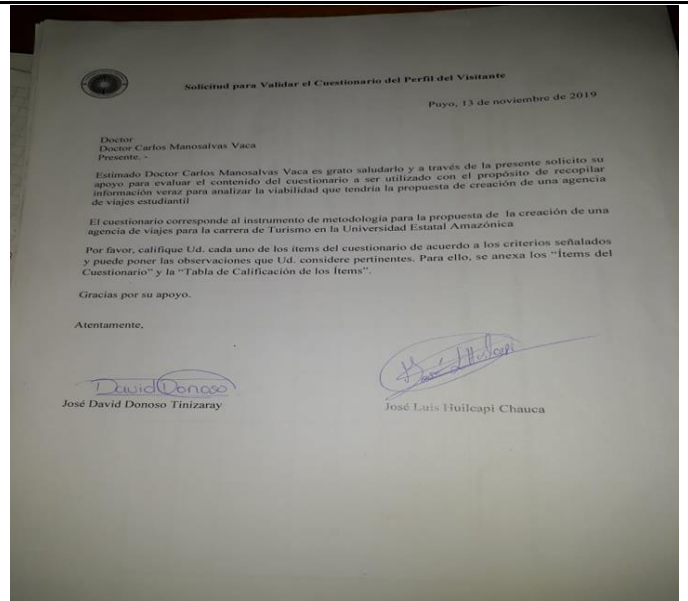 Solicitud para Validar el Cuestionario del Perfil del Visitante
Puyo, 13 de noviembre de 2019
Doctor
Doctor Carlos Manosalvas Vaca
Presente. -
Estimado Doctor Carlos Manosalvas Vaca es grato saludarlo y a través de la presente solicito su
apoyo para evaluar el contenido del cuestionario a ser utilizado con el propósito de recopilar
información veraz para analizar la viabilidad que tendría la propuesta de creación de una agencia
de viajes estudiantil
El cuestionario corresponde al instrumento de metodología para la propuesta de la creación de una
agencia de viajes para la carrera de Turismo en la Universidad Estatal Amazónica
Por favor, califique Ud. cada uno de los ítems del cuestionario de acuerdo a los criterios señalados
y puede poner las observaciones que Ud. considere pertinentes. Para ello, se anexa los “Ítems del
Cuestionario” y la “Tabla de Calificación de los Ítems”.
Gracias por su apoyo.
Atentamente,
David Donoso
José L Huilcapi
José David Donoso Tinizaray
José Luis Huilcapi Chauca